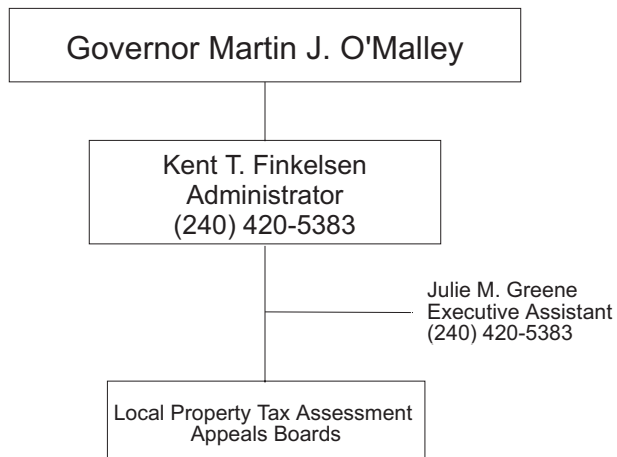 Governor Martin J. O'Malley
Kent T. Finkelsen
Administrator
(240) 420-5383
Julie M. Greene
Executive Assistant
(240) 420-5383
Local Property Tax Assessment
Appeals Boards